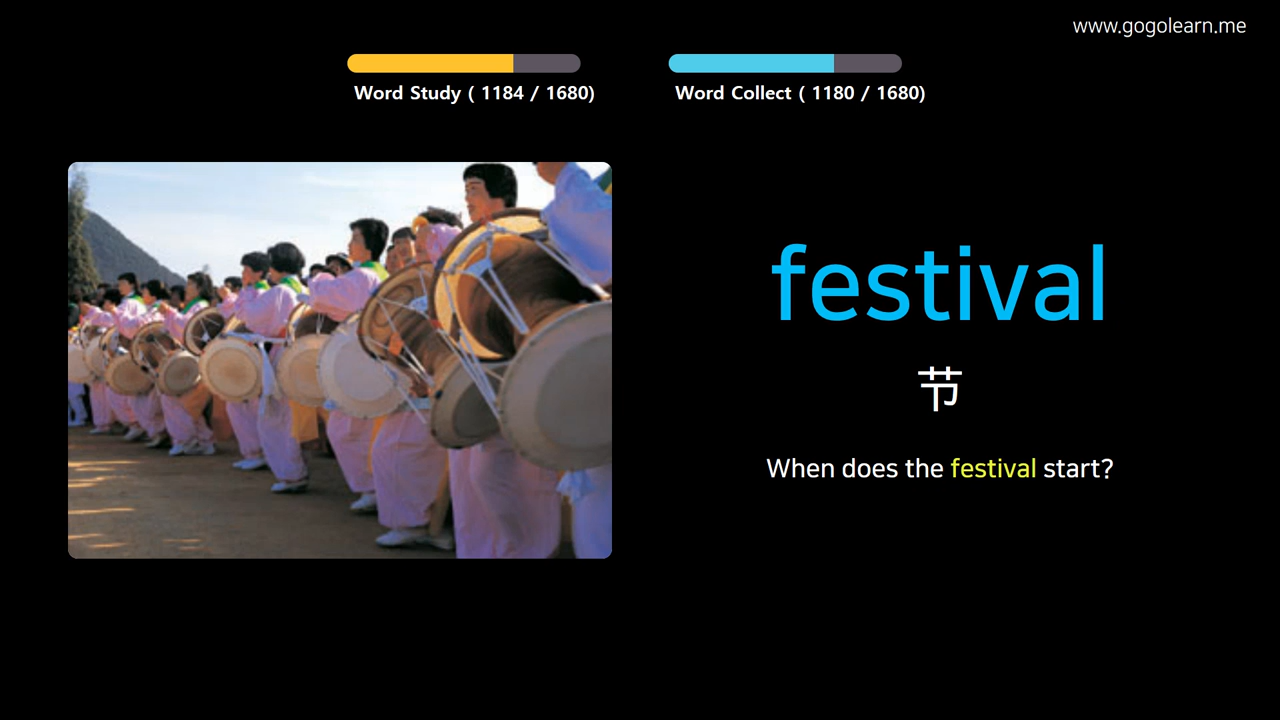 www.gogolearn.me
Word Study ( 1184 / 1680)
Word Collect ( 1180 / 1680)
festival
节
When does the festival start?